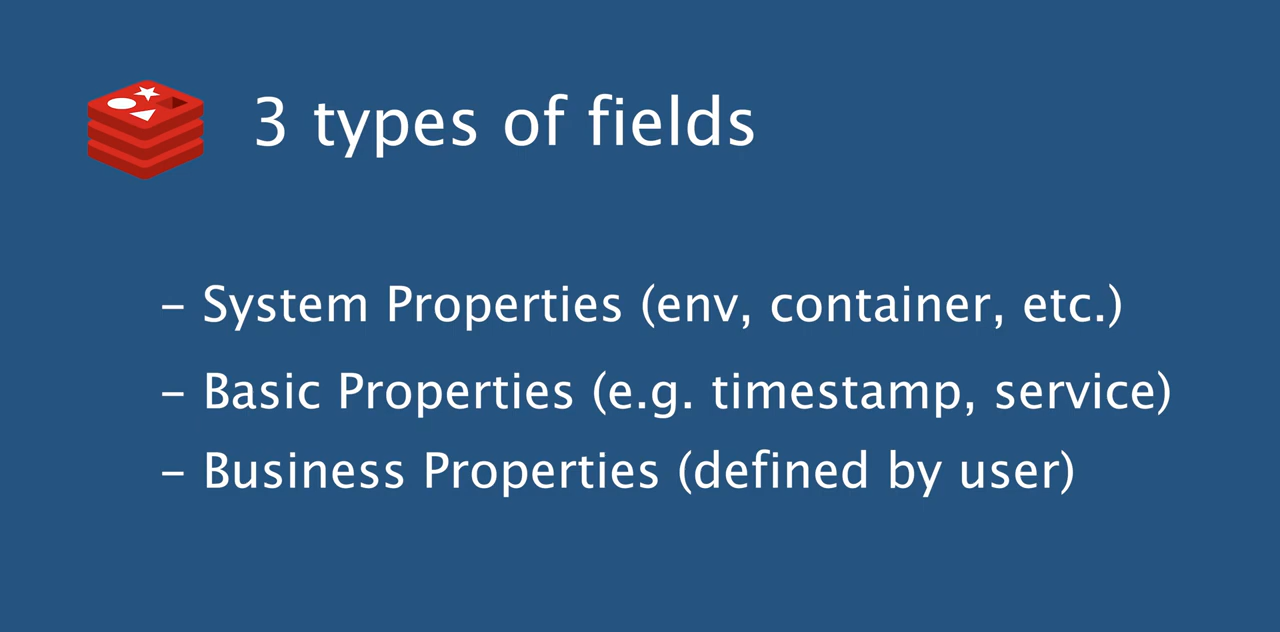 3 types of fields
– System Properties (env, container, etc.)
– Basic Properties (e.g. timestamp, service)
– Business Properties (defined by user)